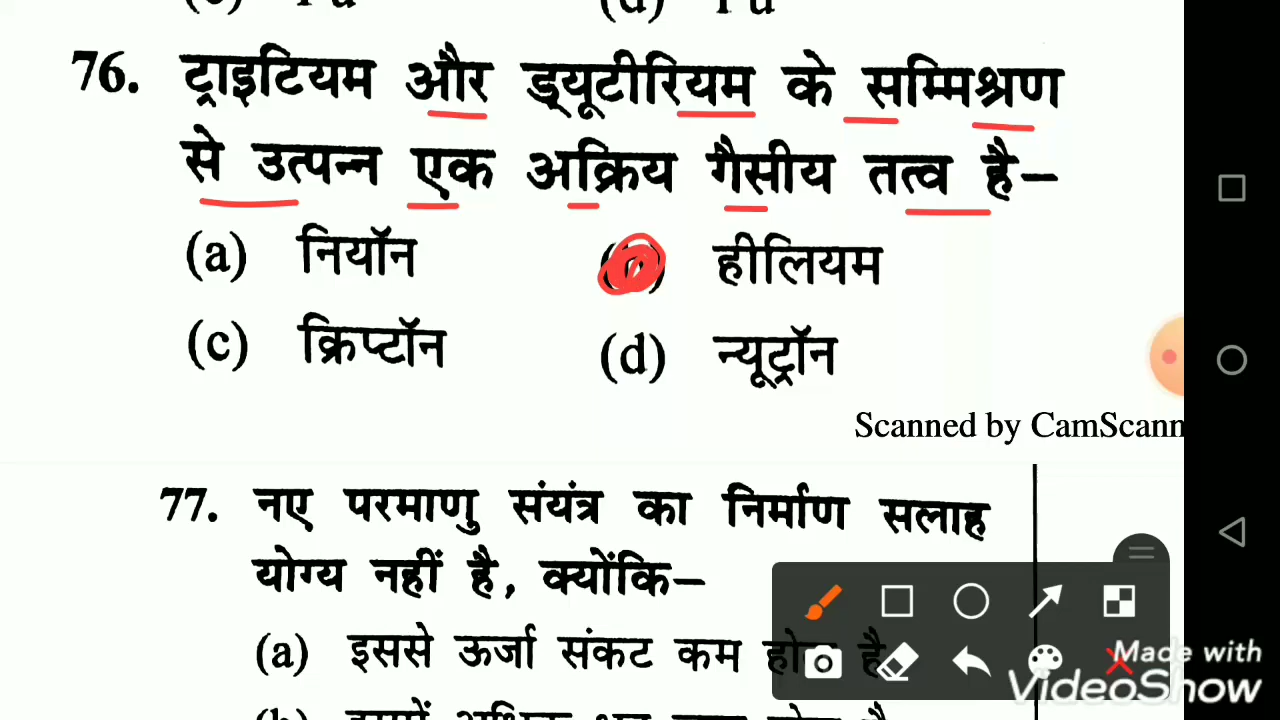 76. ट्राइटियम और ड्यूटीरियम के सम्मिश्रण
से उत्पन्न एक अक्रिय गैसीय तत्व है–
(a) नियॉन
हीलियम
(c) क्रिप्टॉन
(d) न्यूट्रॉन
Scanned by CamScann
77. नए परमाणु संयंत्र का निर्माण सलाह
योग्य नहीं है, क्योंकि–
(a) इससे ऊर्जा संकट कम है
Made with
VideoShow